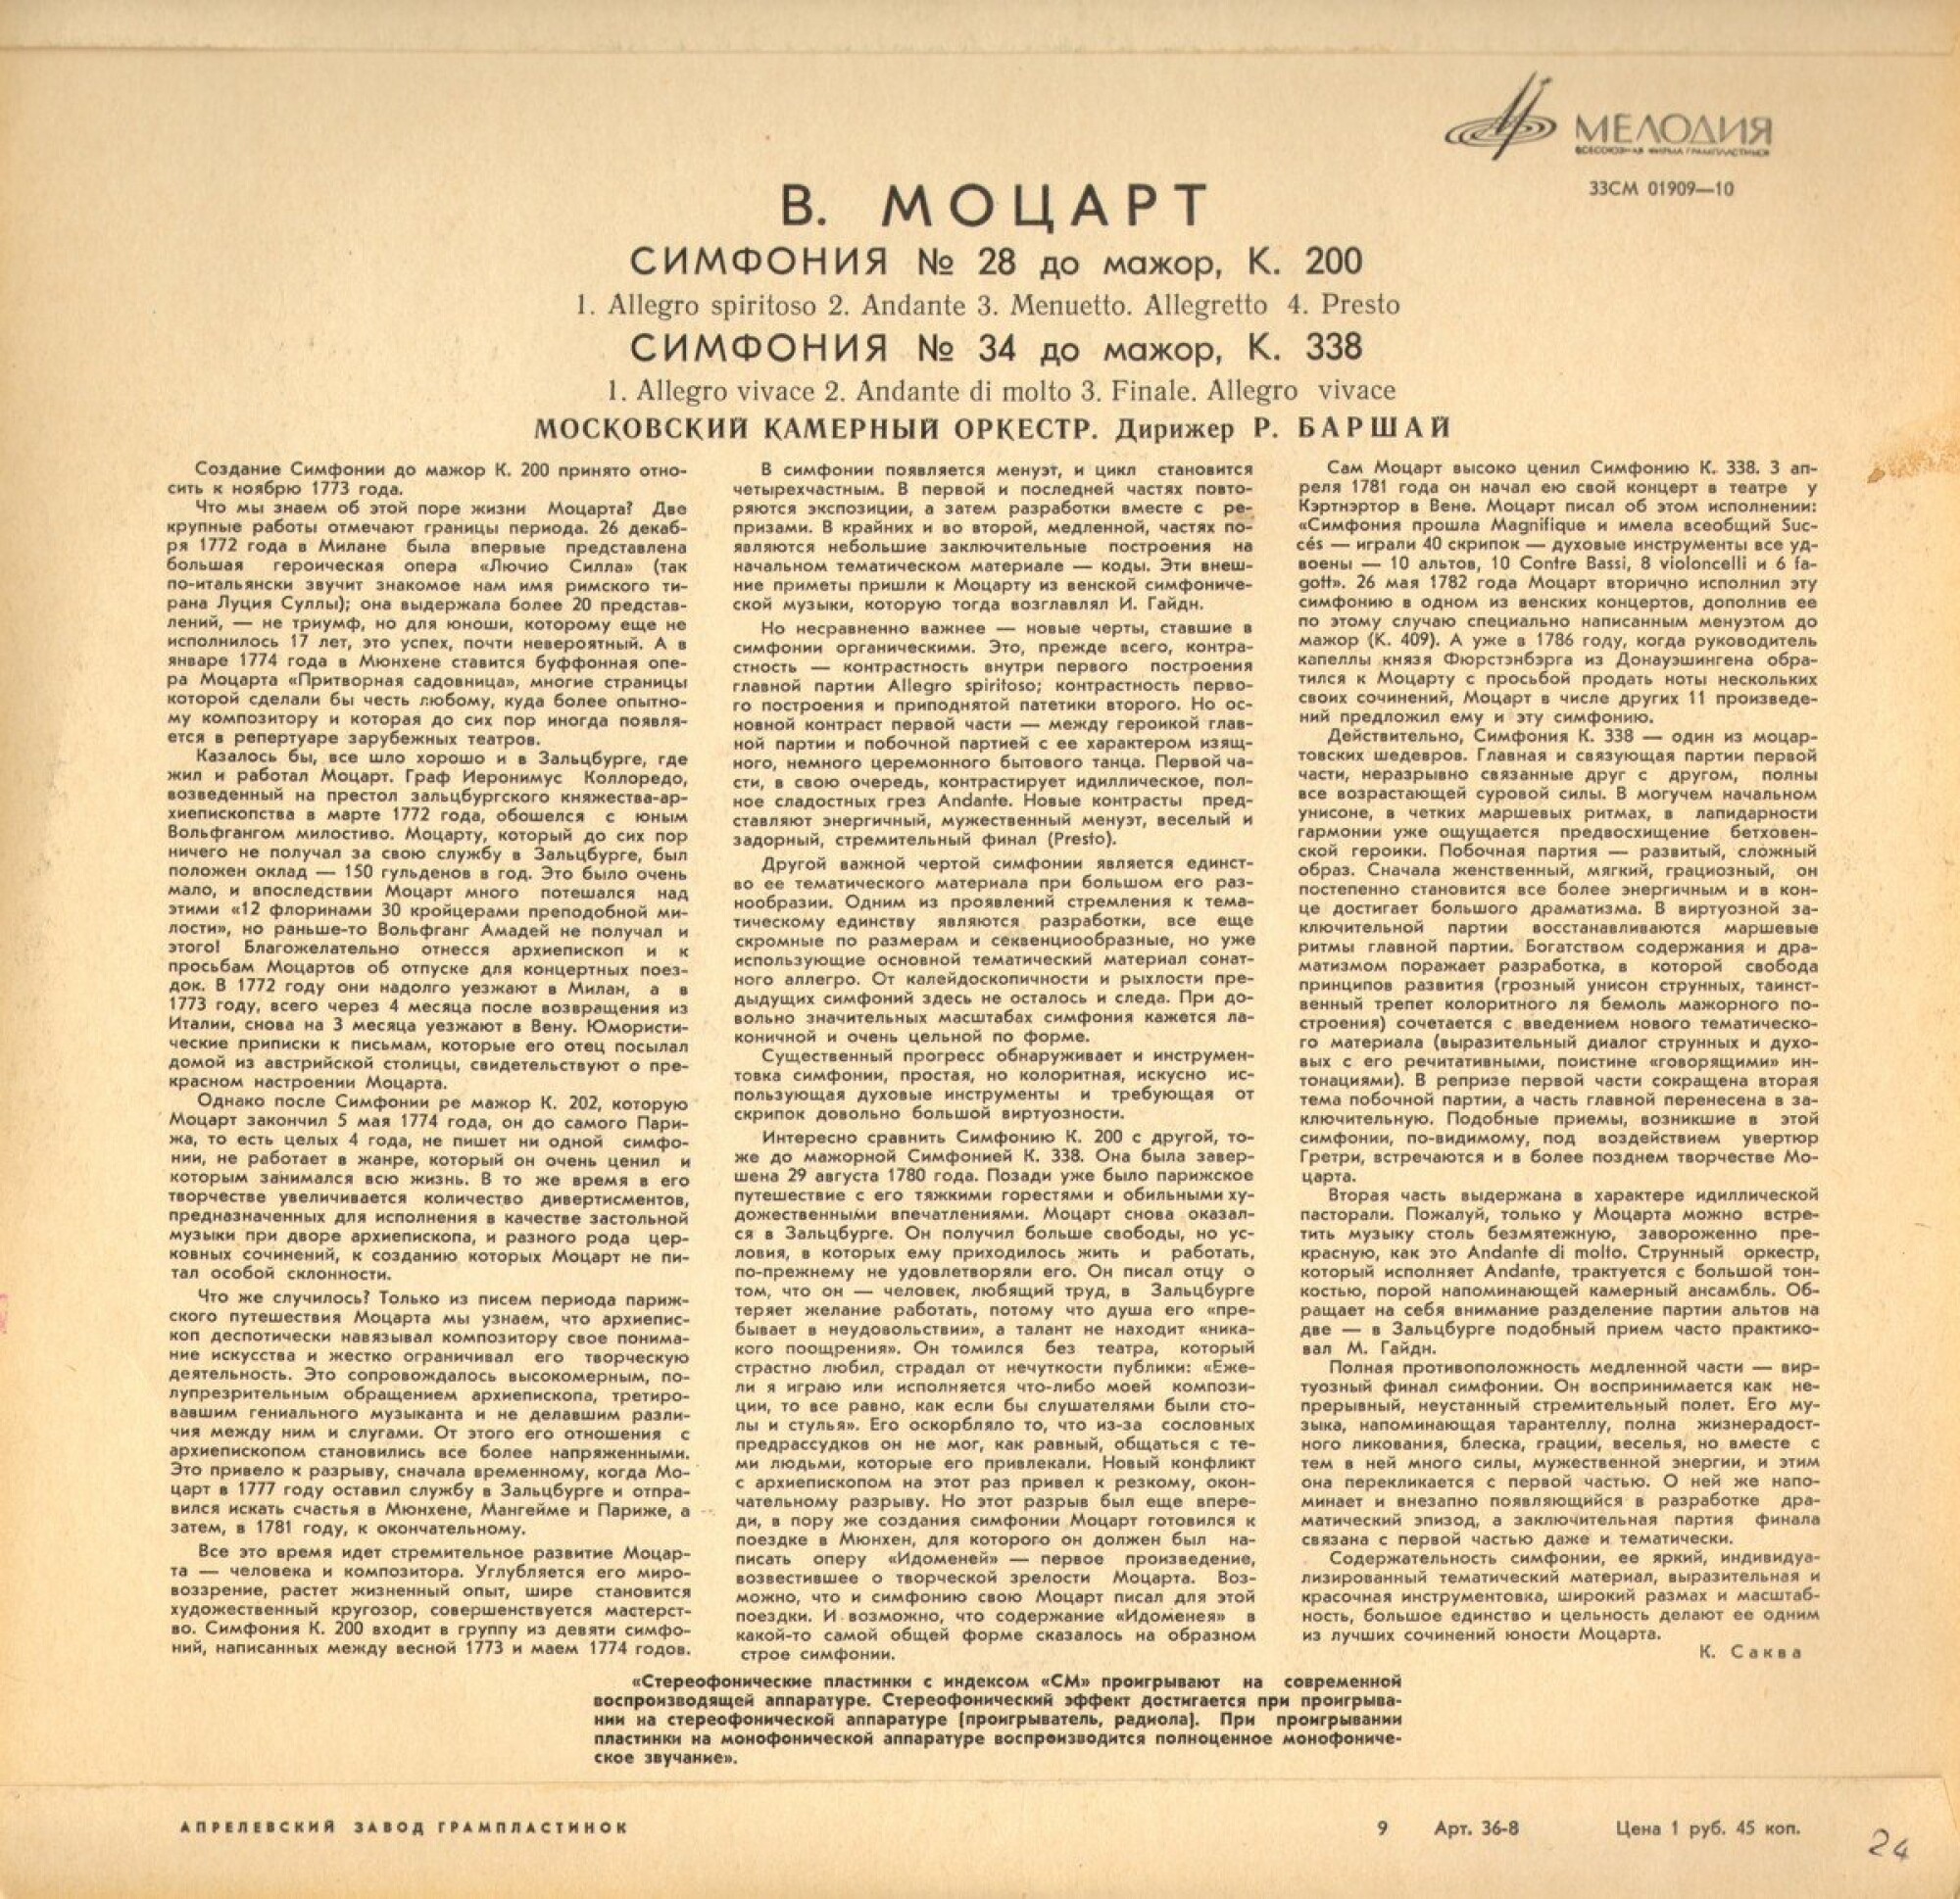 МЕЛОДИЯ
ВСЕСОЮЗНАЯ ФИРМА ГРАМПЛАСТИНОК
33СМ 01909—10
В. МОЦАРТ
СИМФОНИЯ № 28 до мажор, К. 200
1. Allegro spiritoso 2. Andante 3. Menuetto. Allegretto 4. Presto
СИМФОНИЯ № 34 до мажор, К. 338
1. Allegro vivace 2. Andante di molto 3. Finale. Allegro vivace
МОСКОВСКИЙ КАМЕРНЫЙ ОРКЕСТР. Дирижер Р. БАРШАЙ
Создание Симфонии до мажор К. 200 принято отно-
сить к ноябрю 1773 года.
Что мы знаем об этой поре жизни Моцарта? Две
крупные работы отмечают границы периода. 26 декаб-
ря 1772 года в Милане была впервые представлена
большая героическая опера «Лючио Силла» (так
по-итальянски звучит знакомое нам имя римского ти-
рана Луция Суллы); она выдержала более 20 представ-
лений, — не триумф, но для юноши, которому еще не
исполнилось 17 лет, это успех, почти невероятный. А в
январе 1774 года в Мюнхене ставится буффонная опе-
ра Моцарта «Притворная садовница», многие страницы
которой сделали бы честь любому, куда более опытно-
му композитору и которая до сих пор иногда появля-
ется в репертуаре зарубежных театров.
Казалось бы, все шло хорошо и в Зальцбурге, где
жил и работал Моцарт. Граф Иеронимус Коллоредо,
возведенный на престол зальцбургского княжества-ар-
хиепископства в марте 1772 года, обошелся с юным
Вольфгангом милостиво. Моцарту, который до сих пор
ничего не получал за свою службу в Зальцбурге, был
положен оклад — 150 гульденов в год. Это было очень
мало, и впоследствии Моцарт много потешался над
этими «12 флоринами 30 кройцерами преподобной ми-
лости», но раньше-то Вольфганг Амадей не получал и
этого! Благожелательно отнесся архиепископ и к
просьбам Моцартов об отпуске для концертных поез-
док. В 1772 году они надолго уезжают в Милан, а в
1773 году, всего через 4 месяца после возвращения из
Италии, снова на 3 месяца уезжают в Вену. Юмористи-
ческие приписки к письмам, которые его отец посылал
домой из австрийской столицы, свидетельствуют о пре-
красном настроении Моцарта.
Однако после Симфонии ре мажор К. 202, которую
Моцарт закончил 5 мая 1774 года, он до самого Пари-
жа, то есть целых 4 года, не пишет ни одной симфо-
нии, не работает в жанре, который он очень ценил и
которым занимался всю жизнь. В то же время в его
творчестве увеличивается количество дивертисментов,
предназначенных для исполнения в качестве застольной
музыки при дворе архиепископа, и разного рода цер-
ковных сочинений, к созданию которых Моцарт не пи-
тал особой склонности.
Что же случилось? Только из писем периода париж-
ского путешествия Моцарта мы узнаем, что архиепис-
коп деспотически навязывал композитору свое понима-
ние искусства и жестко ограничивал его творческую
деятельность. Это сопровождалось высокомерным, по-
лупрезрительным обращением архиепископа, третиро-
вавшим гениального музыканта и не делавшим разли-
чия между ним и слугами. От этого его отношения с
архиепископом становились все более напряженными.
Это привело к разрыву, сначала временному, когда Мо-
царт в 1777 году оставил службу в Зальцбурге и отпра-
вился искать счастья в Мюнхене, Мангейме и Париже, а
затем, в 1781 году, к окончательному.
Все это время идет стремительное развитие Моцар-
та — человека и композитора. Углубляется его миро-
воззрение, растет жизненный опыт, шире становится
художественный кругозор, совершенствуется мастерст-
во. Симфония К. 200 входит в группу из девяти симфо-
ний, написанных между весной 1773 и маем 1774 годов.
В симфонии появляется менуэт, и цикл становится
четырехчастным. В первой и последней частях повто-
ряются экспозиции, а затем разработки вместе с ре-
призами. В крайних и во второй, медленной, частях по-
являются небольшие заключительные построения на
начальном тематическом материале — коды. Эти внеш-
ние приметы пришли к Моцарту из венской симфониче-
ской музыки, которую тогда возглавлял И. Гайдн.
Но несравненно важнее — новые черты, ставшие в
симфонии органическими. Это, прежде всего, контра-
стность — контрастность внутри первого построения
главной партии Allegro spiritoso; контрастность перво-
го построения и приподнятой патетики второго. Но ос-
новной контраст первой части — между героикой глав-
ной партии и побочной партией с ее характером изящ-
ного, немного церемонного бытового танца. Первой ча-
сти, в свою очередь, контрастирует идиллическое, пол-
ное сладостных грез Andante. Новые контрасты пред-
ставляют энергичный, мужественный менуэт, веселый и
задорный, стремительный финал (Presto).
Другой важной чертой симфонии является единст-
во ее тематического материала при большом его раз-
нообразии. Одним из проявлений стремления к тема-
тическому единству являются разработки, все еще
скромные по размерам и секвенциообразные, но уже
использующие основной тематический материал сонат-
ного аллегро. От калейдоскопичности и рыхлости пре-
дыдущих симфоний здесь не осталось и следа. При до-
вольно значительных масштабах симфония кажется ла-
коничной и очень цельной по форме.
Существенный прогресс обнаруживает и инструмен-
товка симфонии, простая, но колоритная, искусно ис-
пользующая духовые инструменты и требующая от
скрипок довольно большой виртуозности.
Интересно сравнить Симфонию К. 200 с другой, то-
же до мажорной Симфонией К. 338. Она была завер-
шена 29 августа 1780 года. Позади уже было парижское
путешествие с его тяжкими горестями и обильными ху-
дожественными впечатлениями. Моцарт снова оказал-
ся в Зальцбурге. Он получил больше свободы, но ус-
ловия, в которых ему приходилось жить и работать,
по-прежнему не удовлетворяли его. Он писал отцу о
том, что он — человек, любящий труд, в Зальцбурге
теряет желание работать, потому что душа его «пре-
бывает в неудовольствии», а талант не находит «ника-
кого поощрения». Он томился без театра, который
страстно любил, страдал от нечуткости публики: «Еже-
ли я играю или исполняется что-либо моей компози-
ции, то все равно, как если бы слушателями были сто-
лы и стулья». Его оскорбляло то, что из-за сословных
предрассудков он не мог, как равный, общаться с те-
ми людьми, которые его привлекали. Новый конфликт
с архиепископом на этот раз привел к резкому, окон-
чательному разрыву. Но этот разрыв был еще впере-
ди, в пору же создания симфонии Моцарт готовился к
поездке в Мюнхен, для которого он должен был на-
писать оперу «Идоменей» — первое произведение,
возвестившее о творческой зрелости Моцарта. Воз-
можно, что и симфонию свою Моцарт писал для этой
поездки. И возможно, что содержание «Идоменея» в
какой-то самой общей форме сказалось на образном
строе симфонии.
Сам Моцарт высоко ценил Симфонию К. 338. 3 ап-
реля 1781 года он начал ею свой концерт в театре у
Кэртнэртор в Вене. Моцарт писал об этом исполнении:
«Симфония прошла Magnifique и имела всеобщий Suc-
cés — играли 40 скрипок — духовые инструменты все уд-
воены — 10 альтов, 10 Contre Bassi, 8 violoncelli и 6 fa-
gott». 26 мая 1782 года Моцарт вторично исполнил эту
симфонию в одном из венских концертов, дополнив ее
по этому случаю специально написанным менуэтом до
мажор (К. 409). А уже в 1786 году, когда руководитель
капеллы князя Фюрстэнбэрга из Донауэшингена обра-
тился к Моцарту с просьбой продать ноты нескольких
своих сочинений, Моцарт в числе других 11 произведе-
ний предложил ему и эту симфонию.
Действительно, Симфония К. 338 — один из моцар-
товских шедевров. Главная и связующая партии первой
части, неразрывно связанные друг с другом, полны
все возрастающей суровой силы. В могучем начальном
унисоне, в четких маршевых ритмах, в лапидарности
гармонии уже ощущается предвосхищение бетховен-
ской героики. Побочная партия — развитый, сложный
образ. Сначала женственный, мягкий, грациозный, он
постепенно становится все более энергичным и в кон-
це достигает большого драматизма. В виртуозной за-
ключительной партии восстанавливаются маршевые
ритмы главной партии. Богатством содержания и дра-
матизмом поражает разработка, в которой свобода
принципов развития (грозный унисон струнных, таинст-
венный трепет колоритного ля бемоль мажорного по-
строения) сочетается с введением нового тематическо-
го материала (выразительный диалог струнных и духо-
вых с его речитативными, поистине «говорящими» ин-
тонациями). В репризе первой части сокращена вторая
тема побочной партии, а часть главной перенесена в за-
ключительную. Подобные приемы, возникшие в этой
симфонии, по-видимому, под воздействием увертюр
Гретри, встречаются и в более позднем творчестве Мо-
царта.
Вторая часть выдержана в характере идиллической
пасторали. Пожалуй, только у Моцарта можно встре-
тить музыку столь безмятежную, завороженно пре-
красную, как это Andante di molto. Струнный оркестр,
который исполняет Andante, трактуется с большой тон-
костью, порой напоминающей камерный ансамбль. Об-
ращает на себя внимание разделение партии альтов на
две — в Зальцбурге подобный прием часто практико-
вал М. Гайдн.
Полная противоположность медленной части — вир-
туозный финал симфонии. Он воспринимается как не-
прерывный, неустанный стремительный полет. Его му-
зыка, напоминающая тарантеллу, полна жизнерадост-
ного ликования, блеска, грации, веселья, но вместе с
тем в ней много силы, мужественной энергии, и этим
она перекликается с первой частью. О ней же напо-
минает и внезапно появляющийся в разработке дра-
матический эпизод, а заключительная партия финала
связана с первой частью даже и тематически.
Содержательность симфонии, ее яркий, индивидуа-
лизированный тематический материал, выразительная и
красочная инструментовка, широкий размах и масштаб-
ность, большое единство и цельность делают ее одним
из лучших сочинений юности Моцарта.
К. Саква
«Стереофонические пластинки с индексом «СМ» проигрывают на современной
воспроизводящей аппаратуре. Стереофонический эффект достигается при проигрыва-
нии на стереофонической аппаратуре (проигрыватель, радиола). При проигрывании
пластинки на монофонической аппаратуре воспроизводится полноценное монофониче-
ское звучание».
АПРЕЛЕВСКИЙ ЗАВОД ГРАМПЛАСТИНОК
9 Арт. 36-8 Цена 1 руб. 45 коп.
24